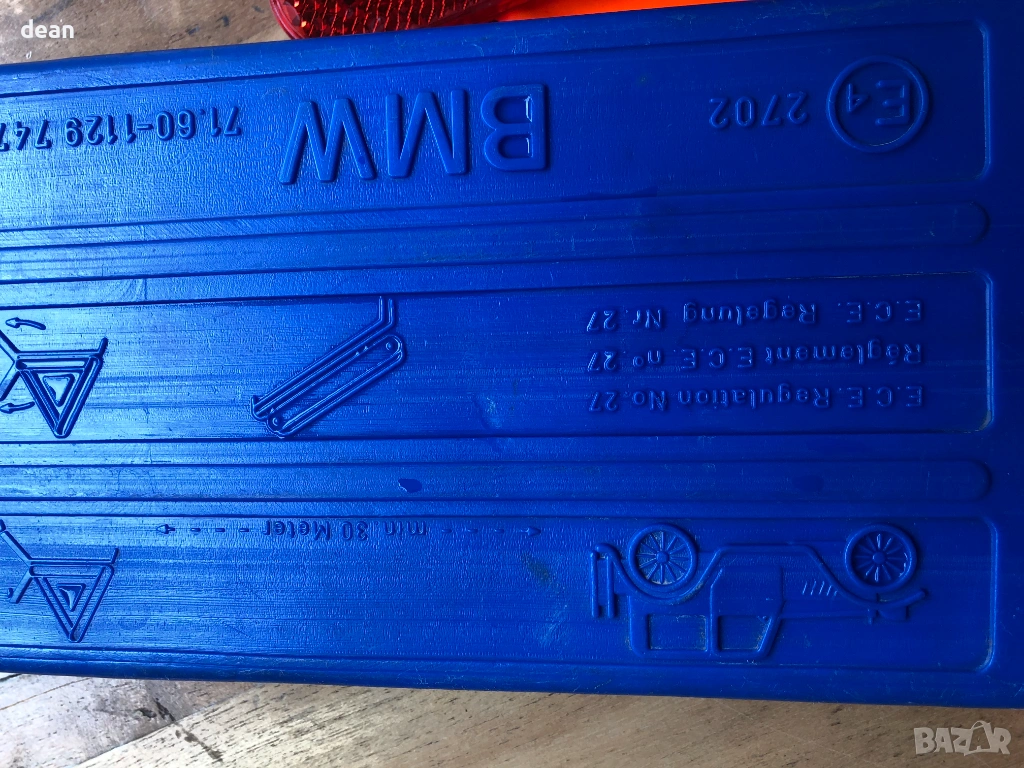 dean
min. 30 Meter
E.C.E. Regulation No. 27
Réglement E.C.E. nº 27
E.C.E. Regelung Nr. 27
E4 2702 BMW 71.60-1129 747
BAZAR